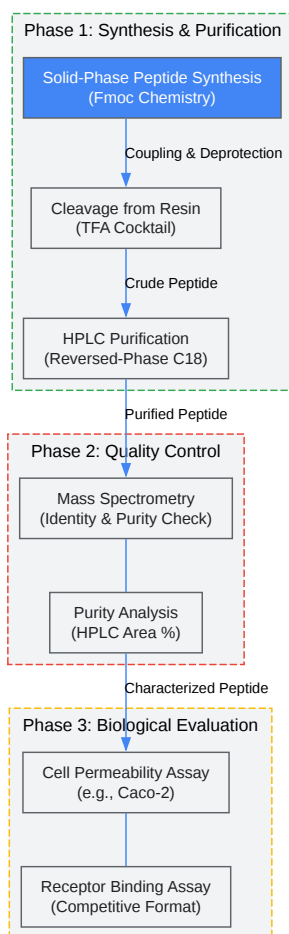 Phase 1: Synthesis & Purification
Solid-Phase Peptide Synthesis
(Fmoc Chemistry)
Coupling & Deprotection
Cleavage from Resin
(TFA Cocktail)
Crude Peptide
HPLC Purification
(Reversed-Phase C18)
Purified Peptide
Phase 2: Quality Control
Mass Spectrometry
(Identity & Purity Check)
Purity Analysis
(HPLC Area %)
Characterized Peptide
Phase 3: Biological Evaluation
Cell Permeability Assay
(e.g., Caco-2)
Receptor Binding Assay
(Competitive Format)